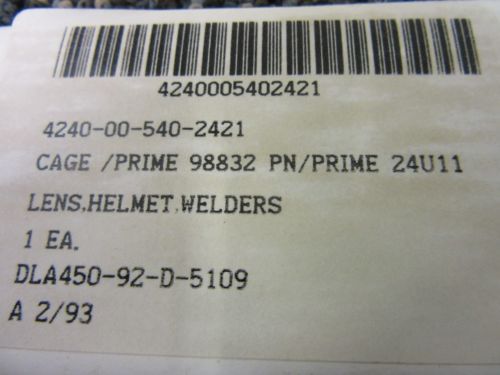 4240005402421
4240-00-540-2421
CAGE /PRIME 98832 PN/PRIME 24U11
LENS,HELMET,WELDERS
1 EA.
DLA450-92-D-5109
A 2/93